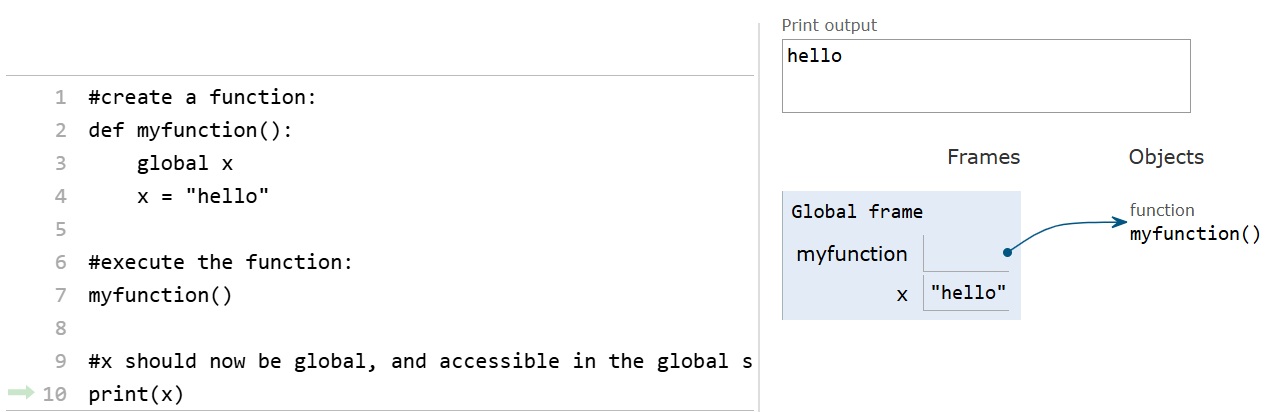 1 #create a function:
2 def myfunction():
3     global x
4     x = "hello"
5
6 #execute the function:
7 myfunction()
8
9 #x should now be global, and accessible in the global s
10 print(x)
Print output
hello
Frames
Objects
Global frame
myfunction
x "hello"
function
myfunction()